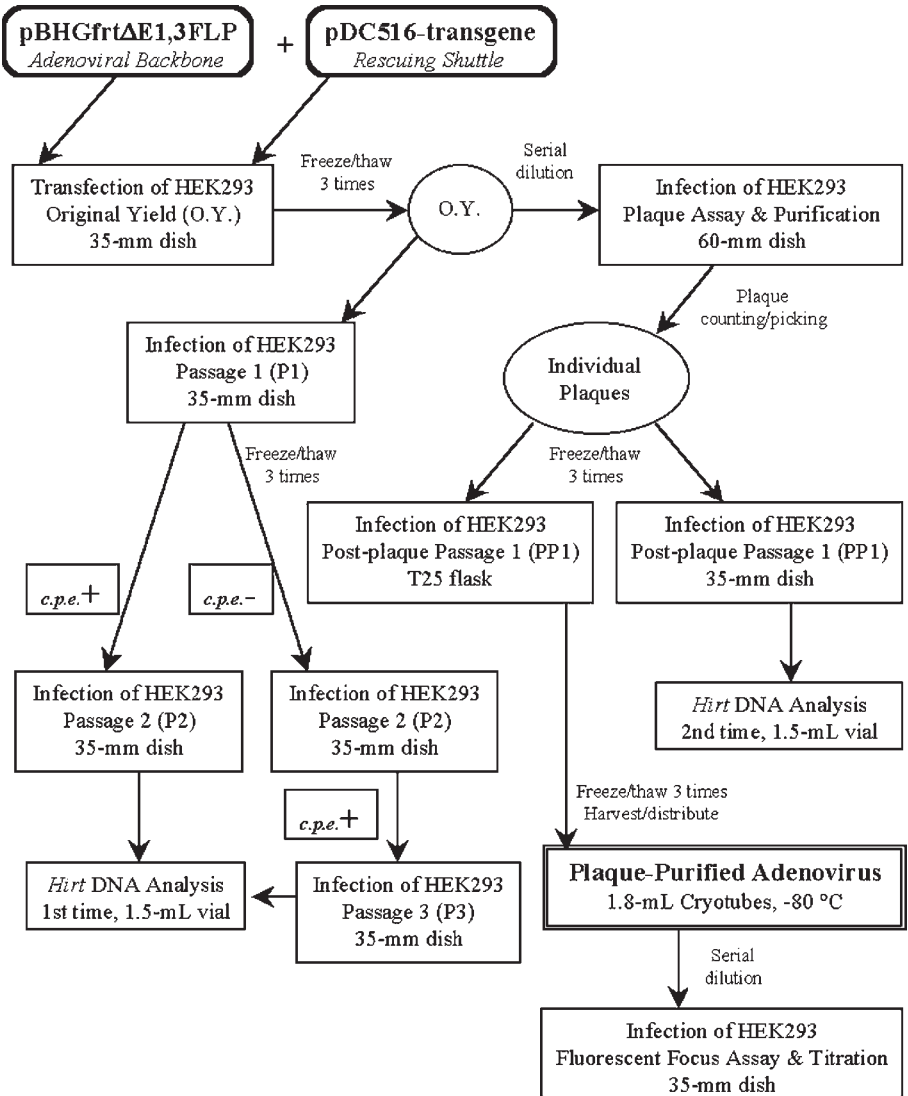 pBHGfrtΔE1,3FLP
Adenoviral Backbone
+
pDC516-transgene
Rescuing Shuttle
Transfection of HEK293
Original Yield (O.Y.)
35-mm dish
Freeze/thaw
3 times
O.Y.
Serial
dilution
Infection of HEK293
Plaque Assay & Purification
60-mm dish
Plaque
counting/picking
Infection of HEK293
Passage 1 (P1)
35-mm dish
Individual
Plaques
Freeze/thaw
3 times
Freeze/thaw
3 times
Infection of HEK293
Post-plaque Passage 1 (PP1)
T25 flask
Infection of HEK293
Post-plaque Passage 1 (PP1)
35-mm dish
c.p.e.+
c.p.e.-
Infection of HEK293
Passage 2 (P2)
35-mm dish
Infection of HEK293
Passage 2 (P2)
35-mm dish
Hirt DNA Analysis
2nd time, 1.5-mL vial
c.p.e.+
Freeze/thaw 3 times
Harvest/distribute
Hirt DNA Analysis
1st time, 1.5-mL vial
Infection of HEK293
Passage 3 (P3)
35-mm dish
Plaque-Purified Adenovirus
1.8-mL Cryotubes, -80 °C
Serial
dilution
Infection of HEK293
Fluorescent Focus Assay & Titration
35-mm dish